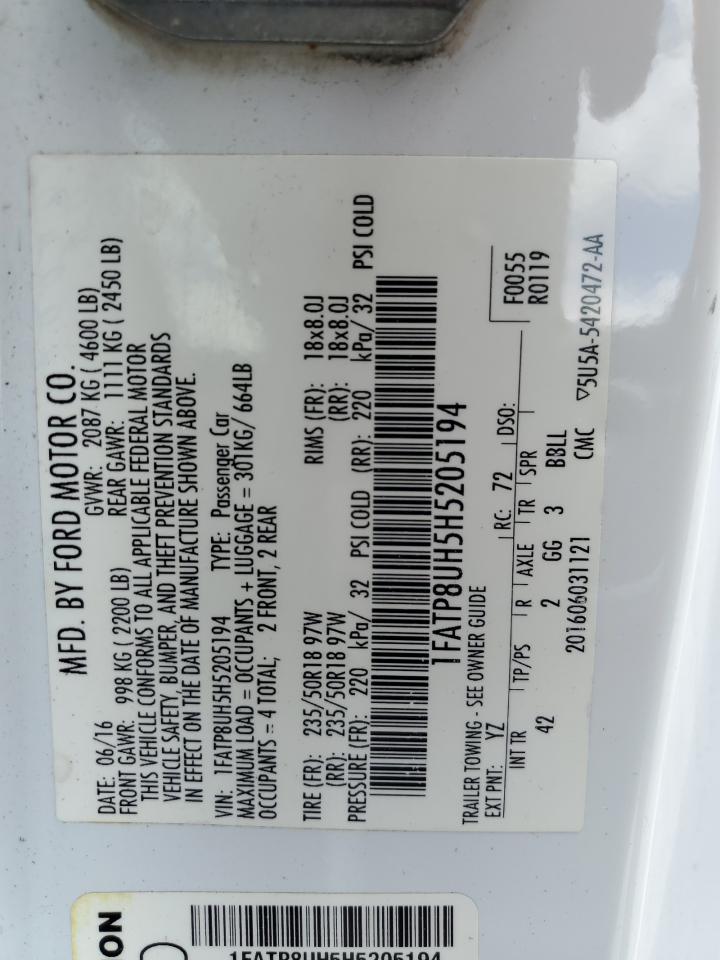 MFD. BY FORD MOTOR CO.
DATE: 06/16 GVWR: 2087 KG ( 4600 LB)
FRONT GAWR: 998 KG ( 2200 LB) REAR GAWR: 1111 KG ( 2450 LB)
THIS VEHICLE CONFORMS TO ALL APPLICABLE FEDERAL MOTOR
VEHICLE SAFETY, BUMPER, AND THEFT PREVENTION STANDARDS
IN EFFECT ON THE DATE OF MANUFACTURE SHOWN ABOVE.
VIN: 1FATP8UH5H5205194 TYPE: Passenger Car
MAXIMUM LOAD = OCCUPANTS + LUGGAGE = 301KG/ 664LB
OCCUPANTS = 4 TOTAL; 2 FRONT, 2 REAR
TIRE (FR): 235/50R18 97W RIMS (FR): 18x8.0J
(RR): 235/50R18 97W (RR): 18x8.0J
PRESSURE (FR): 220 kPa/ 32 PSI COLD (RR): 220 kPa/ 32 PSI COLD
1FATP8UH5H5205194
TRAILER TOWING - SEE OWNER GUIDE
EXT PNT: YZ RC: 72 DSO: F0055
R0119
INT TR TP/PS R AXLE TR SPR
42 2 GG 3 BBLL
201606031121 CMC ▽5U5A-5420472-AA
ON
1FATP8UH5H5205194